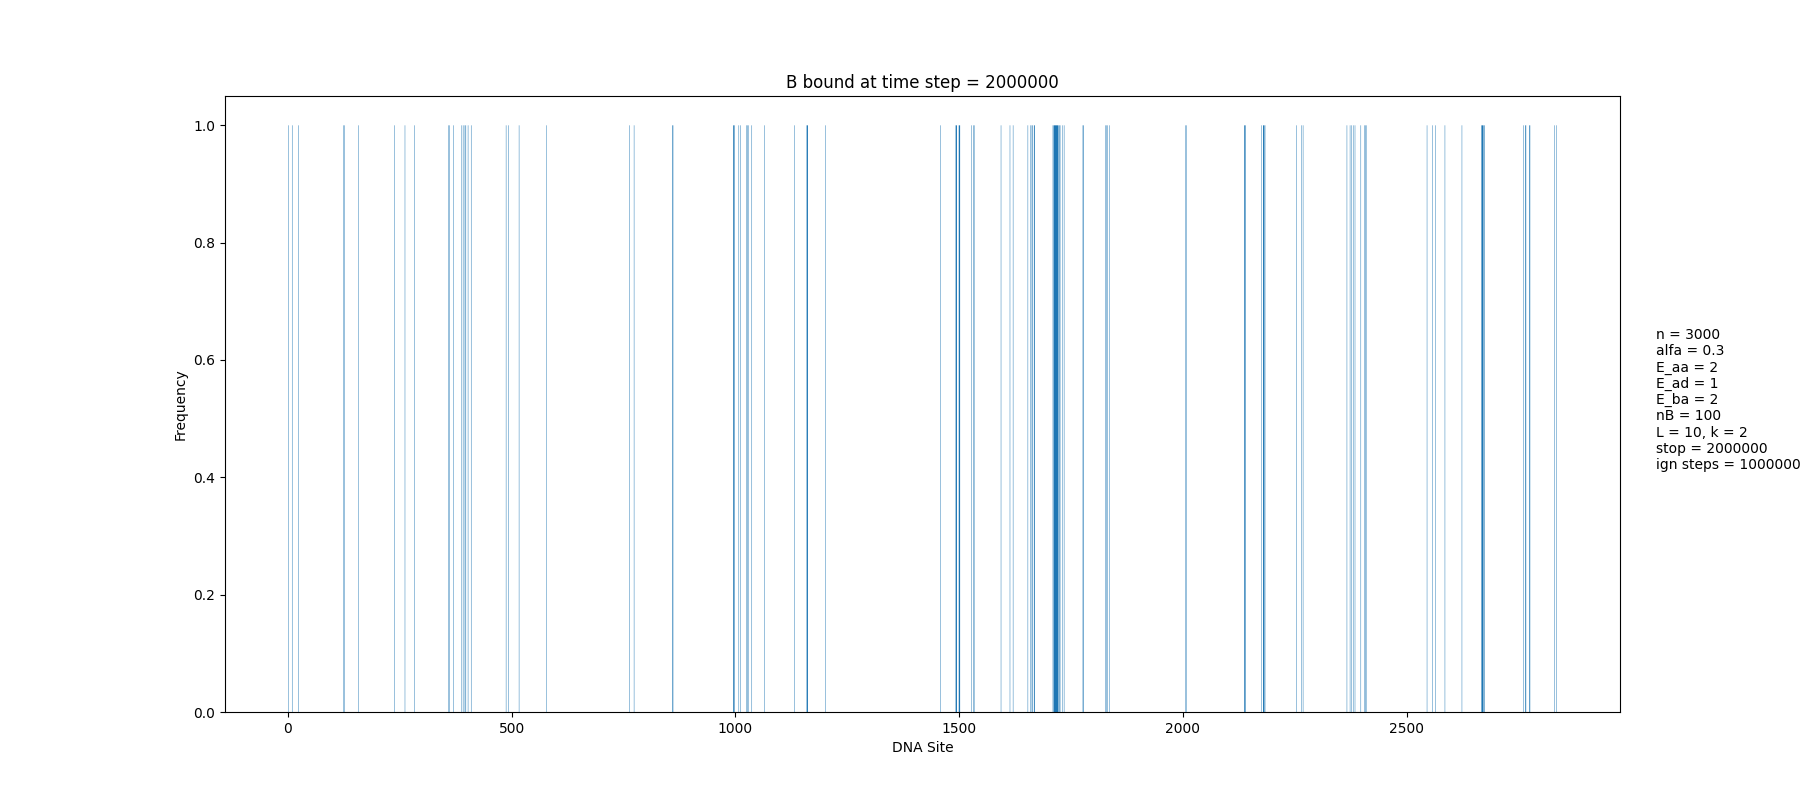 B bound at time step = 2000000
1.0
0.8
0.6
0.4
0.2
0.0
Frequency
0 500 1000 1500 2000 2500
DNA Site
n = 3000
alfa = 0.3
E_aa = 2
E_ad = 1
E_ba = 2
nB = 100
L = 10, k = 2
stop = 2000000
ign steps = 1000000